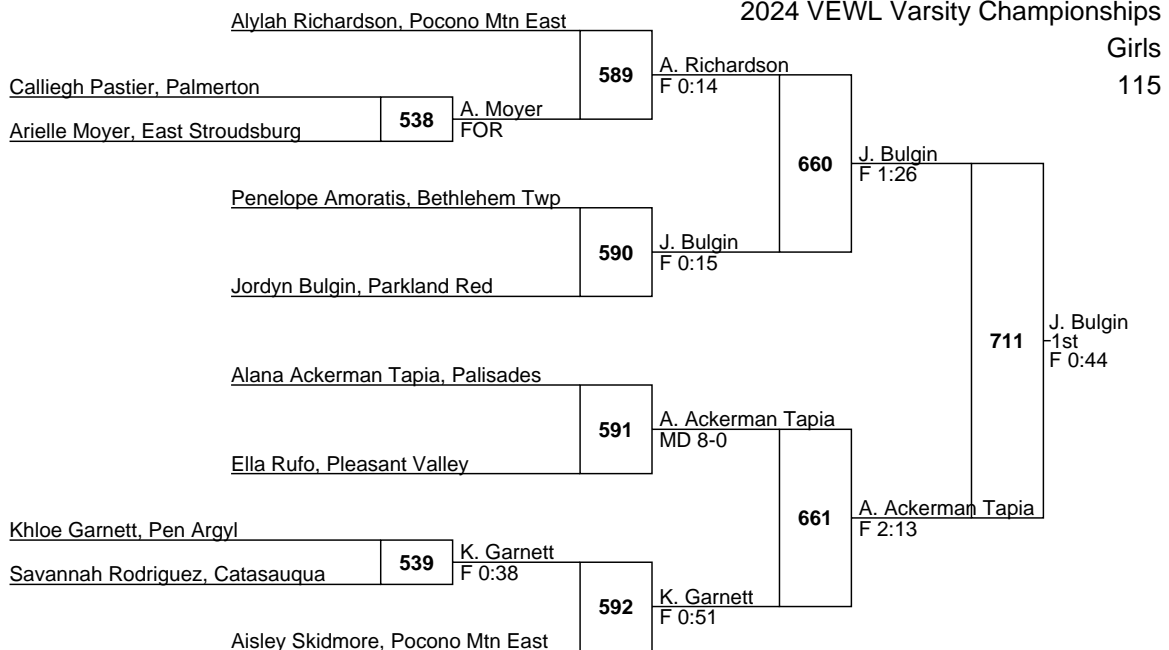 2024 VEWL Varsity Championships
Girls
115
Alylah Richardson, Pocono Mtn East
589
A. Richardson
F 0:14
Calliegh Pastier, Palmerton
538
A. Moyer
FOR
Arielle Moyer, East Stroudsburg
660
J. Bulgin
F 1:26
Penelope Amoratis, Bethlehem Twp
590
J. Bulgin
F 0:15
Jordyn Bulgin, Parkland Red
711
J. Bulgin
1st
F 0:44
Alana Ackerman Tapia, Palisades
591
A. Ackerman Tapia
MD 8-0
Ella Rufo, Pleasant Valley
661
A. Ackerman Tapia
F 2:13
Khloe Garnett, Pen Argyl
539
K. Garnett
F 0:38
Savannah Rodriguez, Catasauqua
592
K. Garnett
F 0:51
Aisley Skidmore, Pocono Mtn East